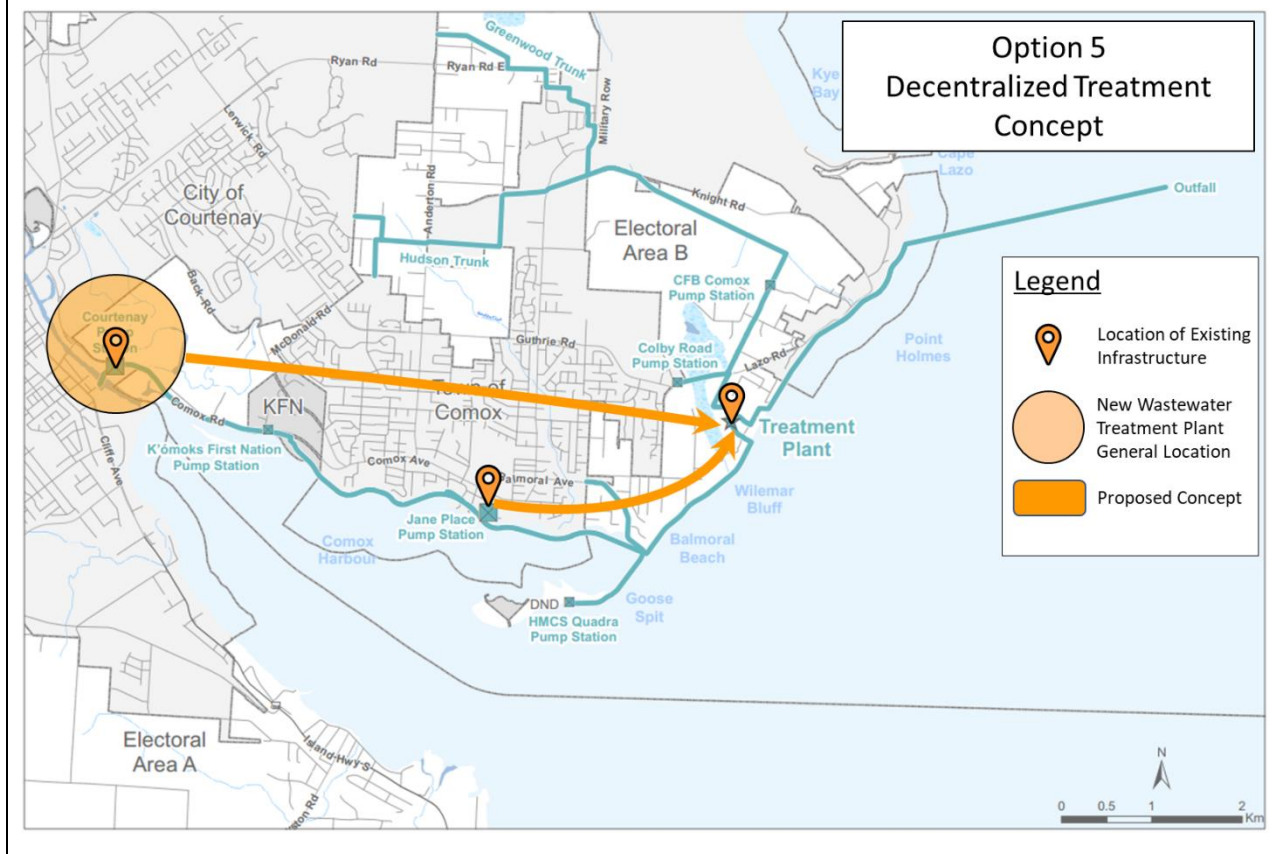 Option 5
Decentralized Treatment
Concept
Greenwood Trunk
Ryan Rd
Ryan Rd E
Military Row
Kye
Bay
Cape
Lazo
Lerwick Rd
City of
Courtenay
Anderton Rd
Knight Rd
Outfall
Electoral
Area B
Hudson Trunk
Back Rd
CFB Comox
Pump Station
Courtenay
Pump
Station
McDonald Rd
Guthrie Rd
Colby Road
Pump Station
Lazo Rd
Point
Holmes
Town of
Comox
KFN
Comox Rd
Treatment
Plant
K'ómoks First Nation
Pump Station
Cliffe Ave
Comox Ave
Balmoral Ave
Jane Place
Pump Station
Wilemar
Bluff
Comox
Harbour
Balmoral
Beach
DND
HMCS Quadra
Pump Station
Goose
Spit
Electoral
Area A
Island Hwy S
ston Rd
Legend
Location of Existing
Infrastructure
New Wastewater
Treatment Plant
General Location
Proposed Concept
N
0 0.5 1 2
Km